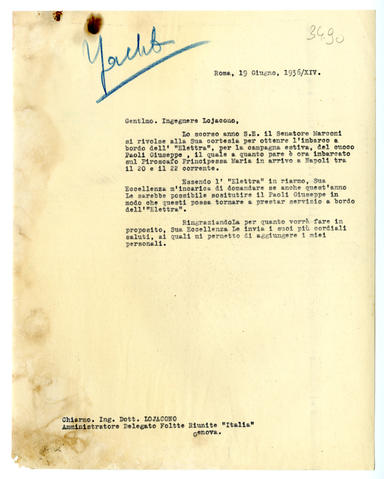 Yacht
3490
Roma, 19 Giugno, 1936/XIV.
Gentlmo. Ingegnere Lojacono,
Lo scorso anno S.E. il Senatore Marconi
si rivolse alla Sua cortesia per ottenere l'imbarco a
bordo dell' "Elettra", per la campagna estiva, del cuoco
Paoli Giuseppe , il quale a quanto pare è ora imbarcato
sul Piroscafo Principessa Maria in arrivo a Napoli tra
il 20 e il 22 corrente.
Essendo l' "Elettra" in riarmo, Sua
Eccellenza m'incarica di domandare se anche quest'anno
Le sarebbe possibile sostituire il Paoli Giuseppe in
modo che questi possa tornare a prestar servizio a bordo
dell'"Elettra".
RingraziandoLa per quanto vorrà fare in
proposito, Sua Eccellenza Le invia i suoi più cordiali
saluti, ai quali mi permetto di aggiungere i miei
personali.
Chiarmo. Ing. Dott. LOJACONO
Amministratore Delegato Foltte Riunite "Italia"
Genova.